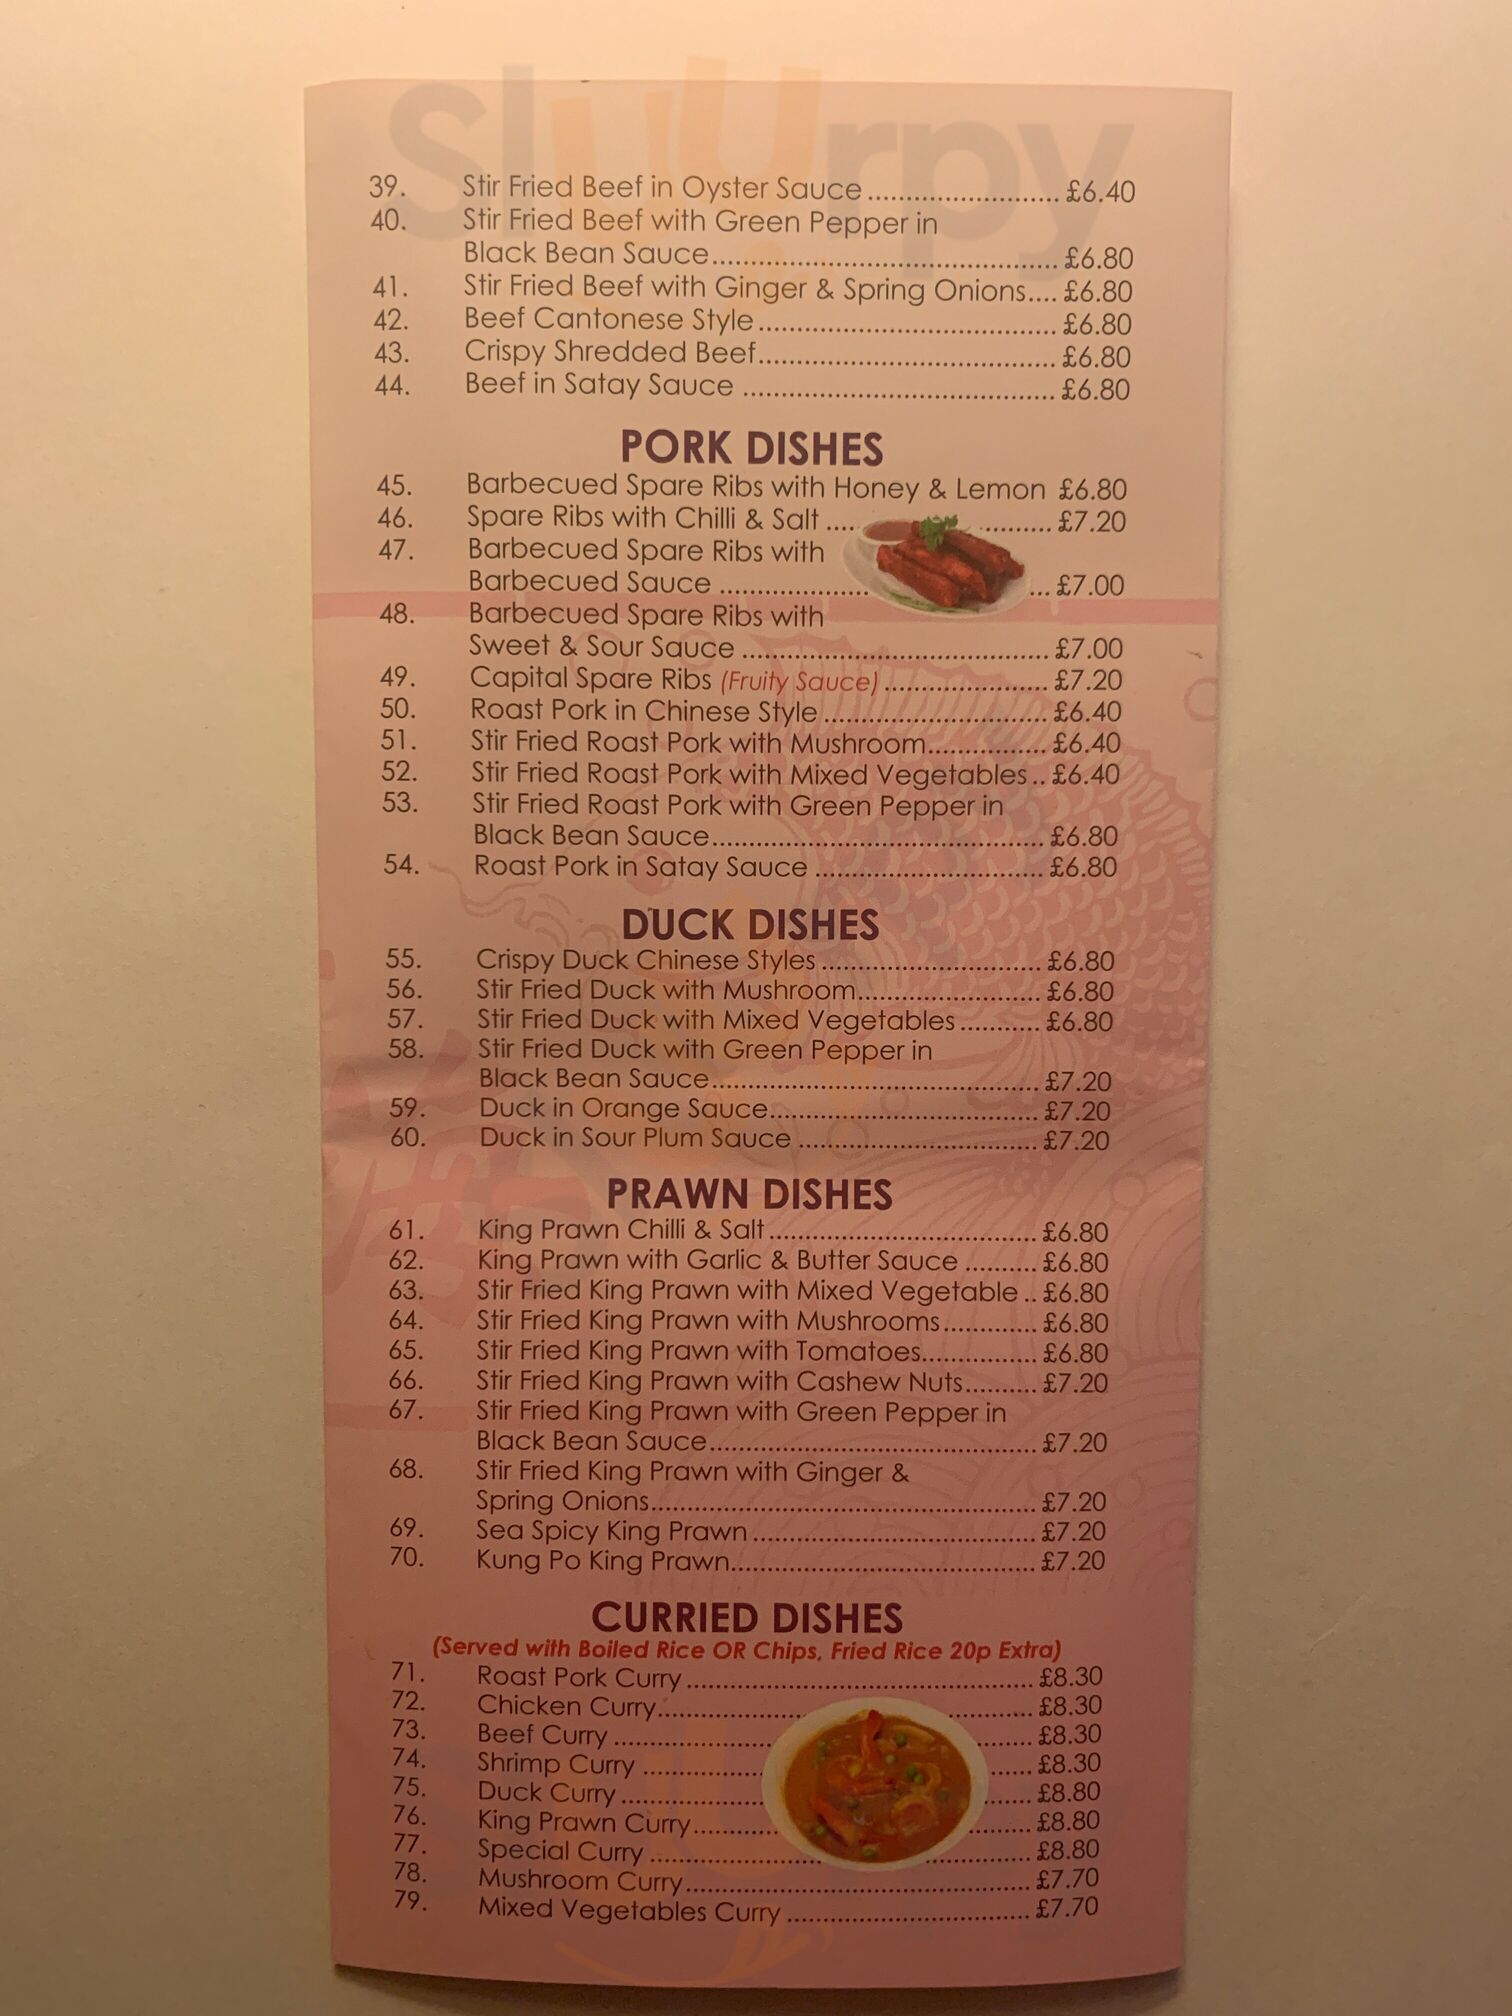 Sluurpy
39. Stir Fried Beef in Oyster Sauce ......................... £6.40
40. Stir Fried Beef with Green Pepper in
Black Bean Sauce............................................. £6.80
41. Stir Fried Beef with Ginger & Spring Onions.... £6.80
42. Beef Cantonese Style ....................................... £6.80
43. Crispy Shredded Beef....................................... £6.80
44. Beef in Satay Sauce ......................................... £6.80
PORK DISHES
45. Barbecued Spare Ribs with Honey & Lemon £6.80
46. Spare Ribs with Chilli & Salt .... ......... £7.20
47. Barbecued Spare Ribs with
Barbecued Sauce .................... ... £7.00
48. Barbecued Spare Ribs with
Sweet & Sour Sauce ........................................ £7.00
49. Capital Spare Ribs (Fruity Sauce) ..................... £7.20
50. Roast Pork in Chinese Style ............................. £6.40
51. Stir Fried Roast Pork with Mushroom............... £6.40
52. Stir Fried Roast Pork with Mixed Vegetables .. £6.40
53. Stir Fried Roast Pork with Green Pepper in
Black Bean Sauce............................................ £6.80
54. Roast Pork in Satay Sauce .............................. £6.80
DUCK DISHES
55. Crispy Duck Chinese Styles ............................. £6.80
56. Stir Fried Duck with Mushroom........................ £6.80
57. Stir Fried Duck with Mixed Vegetables ........... £6.80
58. Stir Fried Duck with Green Pepper in
Black Bean Sauce........................................... £7.20
59. Duck in Orange Sauce................................... £7.20
60. Duck in Sour Plum Sauce ............................... £7.20
PRAWN DISHES
61. King Prawn Chilli & Salt ................................... £6.80
62. King Prawn with Garlic & Butter Sauce .......... £6.80
63. Stir Fried King Prawn with Mixed Vegetable .. £6.80
64. Stir Fried King Prawn with Mushrooms............. £6.80
65. Stir Fried King Prawn with Tomatoes................ £6.80
66. Stir Fried King Prawn with Cashew Nuts.......... £7.20
67. Stir Fried King Prawn with Green Pepper in
Black Bean Sauce........................................... £7.20
68. Stir Fried King Prawn with Ginger &
Spring Onions.................................................. £7.20
69. Sea Spicy King Prawn ..................................... £7.20
70. Kung Po King Prawn........................................ £7.20
CURRIED DISHES
(Served with Boiled Rice OR Chips, Fried Rice 20p Extra)
71. Roast Pork Curry ............................................. £8.30
72. Chicken Curry................... ........... £8.30
73. Beef Curry ..................... ....... £8.30
74. Shrimp Curry ................ ...... £8.30
75. Duck Curry ................... ...... £8.80
76. King Prawn Curry........... ........ £8.80
77. Special Curry ...................... .............. £8.80
78. Mushroom Curry............................................. £7.70
79. Mixed Vegetables Curry ................................ £7.70